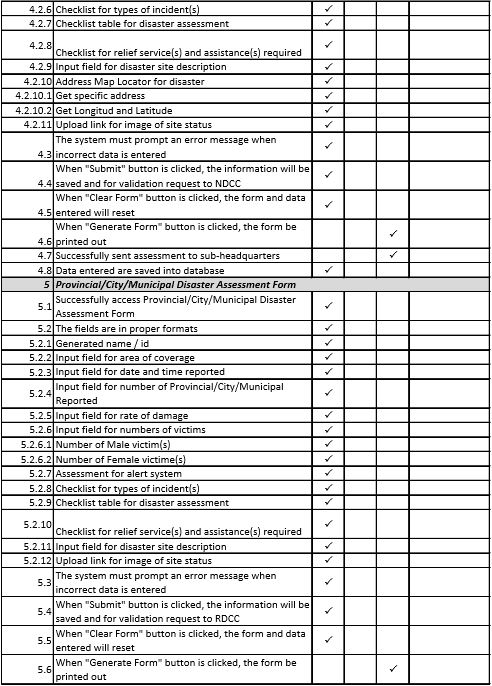 4.2.6 Checklist for types of incident(s) ✓
4.2.7 Checklist table for disaster assessment ✓
4.2.8 Checklist for relief service(s) and assistance(s) required ✓
4.2.9 Input field for disaster site description ✓
4.2.10 Address Map Locator for disaster ✓
4.2.10.1 Get specific address ✓
4.2.10.2 Get Longitud and Latitude ✓
4.2.11 Upload link for image of site status ✓
4.3 The system must prompt an error message when
incorrect data is entered ✓
4.4 When "Submit" button is clicked, the information will be
saved and for validation request to NDCC ✓
4.5 When "Clear Form" button is clicked, the form and data
entered will reset ✓
4.6 When "Generate Form" button is clicked, the form be
printed out ✓
4.7 Successfully sent assessment to sub-headquarters ✓
4.8 Data entered are saved into database ✓
5 Provincial/City/Municipal Disaster Assessment Form
5.1 Successfully access Provincial/City/Municipal Disaster
Assessment Form ✓
5.2 The fields are in proper formats ✓
5.2.1 Generated name / id ✓
5.2.2 Input field for area of coverage ✓
5.2.3 Input field for date and time reported ✓
5.2.4 Input field for number of Provincial/City/Municipal
Reported ✓
5.2.5 Input field for rate of damage ✓
5.2.6 Input field for numbers of victims ✓
5.2.6.1 Number of Male victim(s) ✓
5.2.6.2 Number of Female victime(s) ✓
5.2.7 Assessment for alert system ✓
5.2.8 Checklist for types of incident(s) ✓
5.2.9 Checklist table for disaster assessment ✓
5.2.10 Checklist for relief service(s) and assistance(s) required ✓
5.2.11 Input field for disaster site description ✓
5.2.12 Upload link for image of site status ✓
5.3 The system must prompt an error message when
incorrect data is entered ✓
5.4 When "Submit" button is clicked, the information will be
saved and for validation request to RDCC ✓
5.5 When "Clear Form" button is clicked, the form and data
entered will reset ✓
5.6 When "Generate Form" button is clicked, the form be
printed out ✓